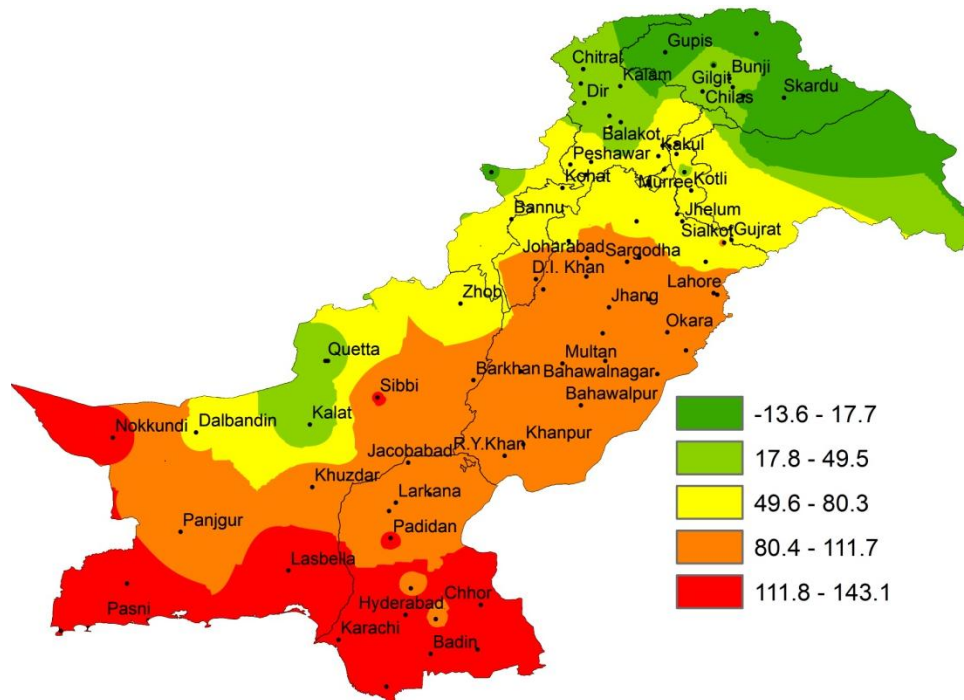 Gupis
Chitral
Bunji
Gilgit
Kalam
Skardu
Dir
Chilas
Balakot
Kakul
Peshawar
Kohat
Murree
Kotli
Bannu
Jhelum
Sialkot
Gujrat
Joharabad
Sargodha
D.I. Khan
Zhob
Lahore
Jhang
Okara
Quetta
Multan
Barkhan
Bahawalnagar
Sibbi
Bahawalpur
Nokkundi
Dalbandin
Kalat
Khanpur
R.Y.Khan
Jacobabad
Khuzdar
Larkana
Panjgur
Padidan
Lasbella
Chhor
Pasni
Hyderabad
Karachi
Badin
-13.6 - 17.7
17.8 - 49.5
49.6 - 80.3
80.4 - 111.7
111.8 - 143.1